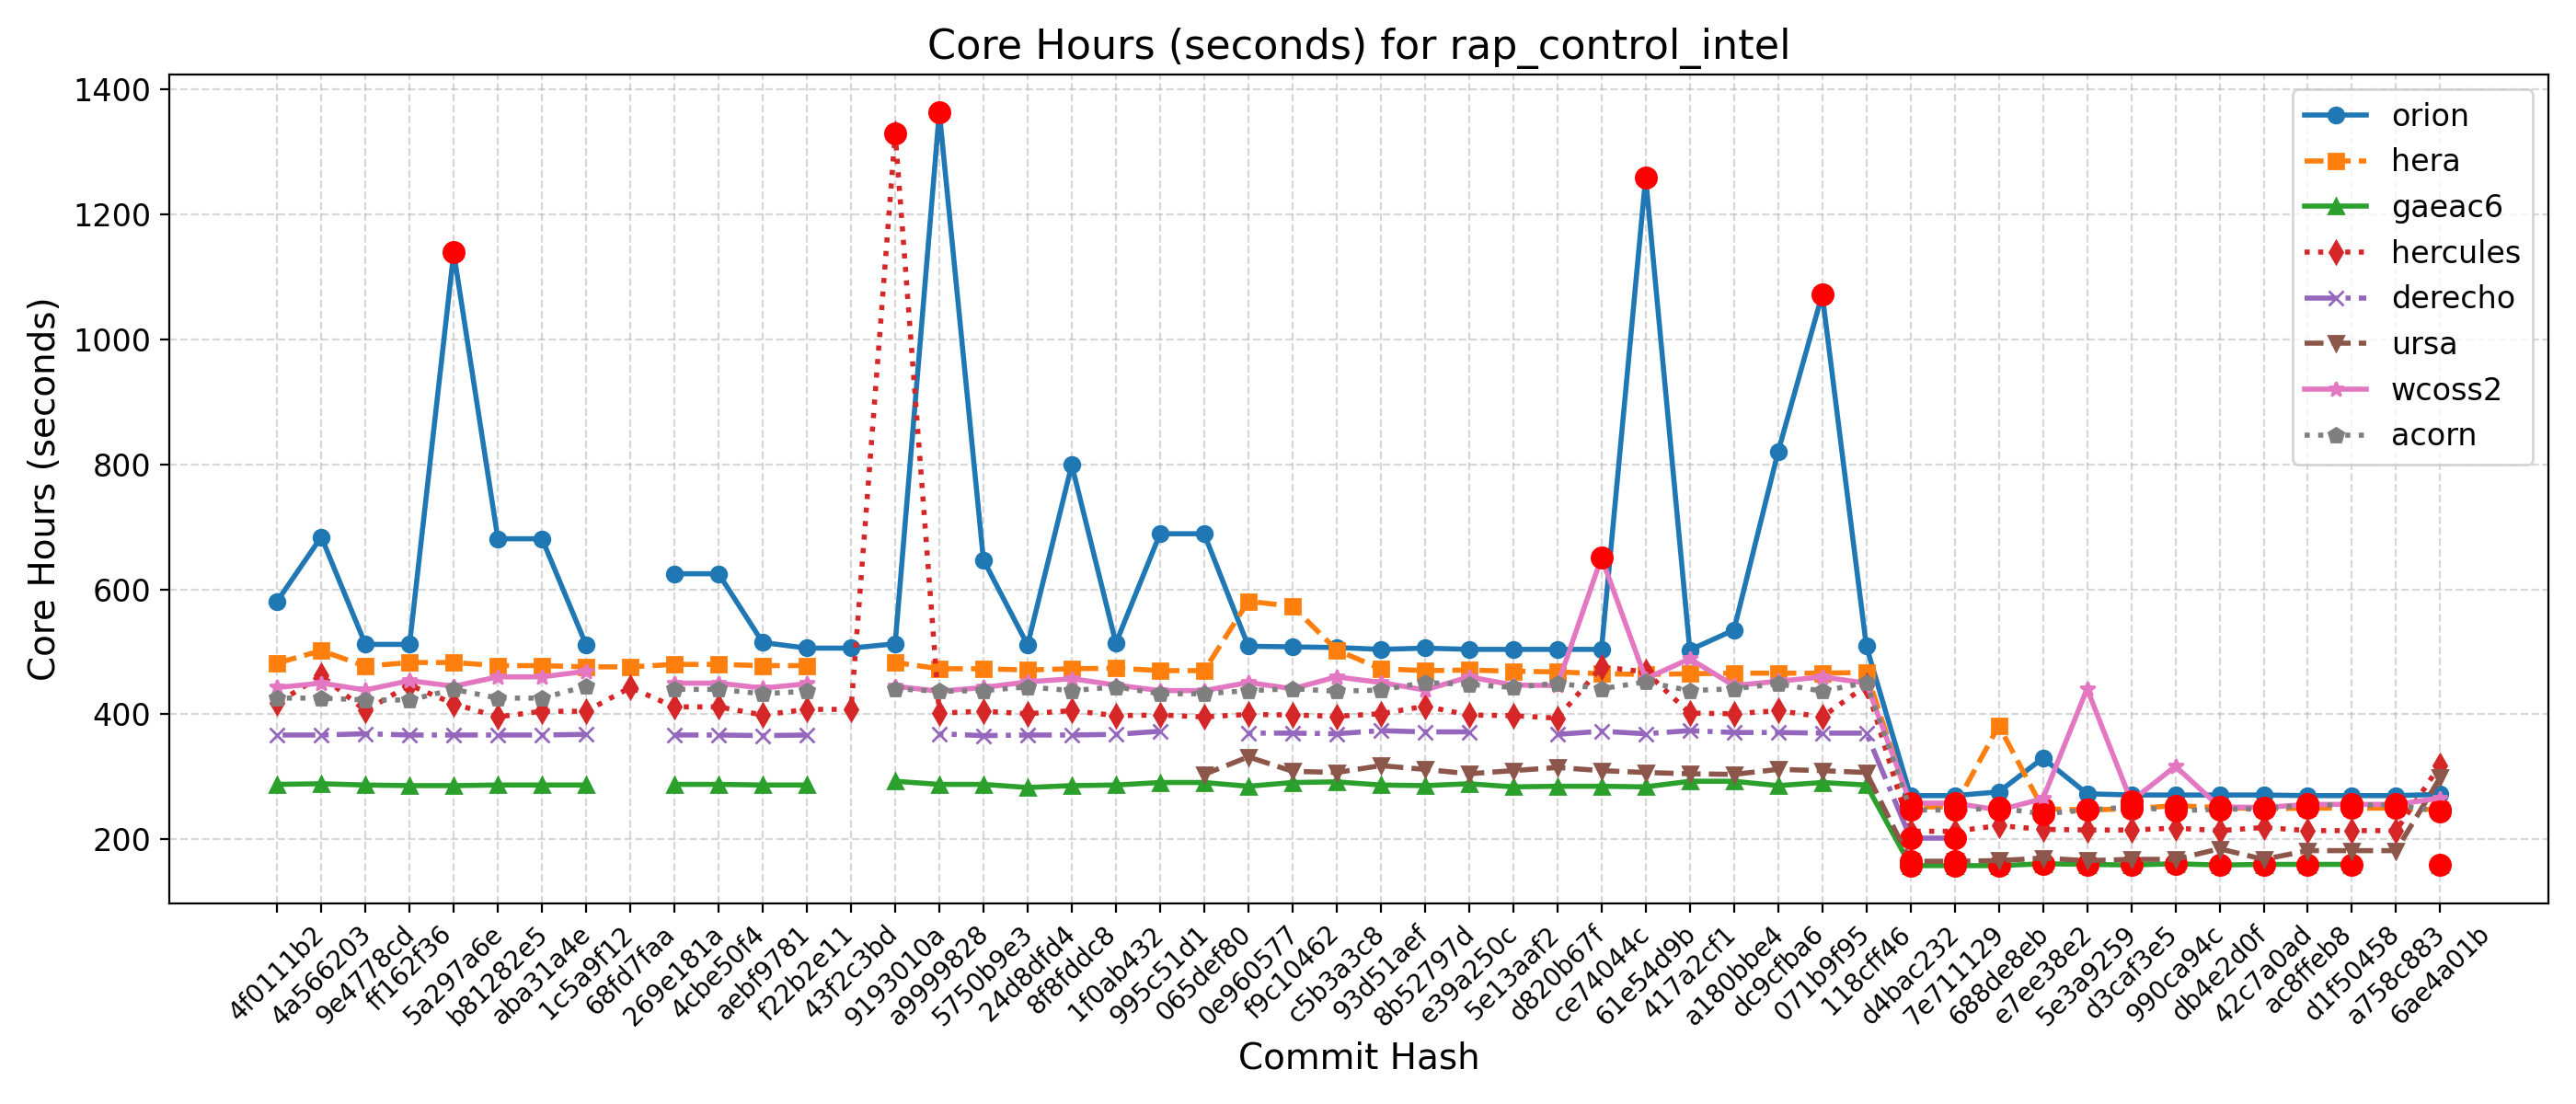 Core Hours (seconds) for rap_control_intel
Core Hours (seconds)
1400
1200
1000
800
600
400
200
orion
hera
gaeac6
hercules
derecho
ursa
wcoss2
acorn
4f0111b2
4a566203
9e4778cd
ff162f36
5a297a6e
b81282e5
aba31a4e
1c5a9f12
68fd7faa
269e181a
4cbe50f4
aebf9781
f22b2e11
43f2c3bd
9193010a
a9999828
5750b9e3
24d8dfd4
8f8fddc8
1f0ab432
995c51d1
065def80
0e960577
f9c10462
c5b3a3c8
93d51aef
8b52797d
e39a250c
5e13aaf2
d820b67f
ce74044c
61e54d9b
417a2cf1
a180bbe4
dc9cfba6
071b9f95
118cff46
d4bac232
7e711129
688de8eb
e7ee38e2
5e3a9259
d3caf3e5
990ca94c
db4e2d0f
42c7a0ad
ac8ffeb8
d1f50458
a758c883
6ae4a01b
Commit Hash